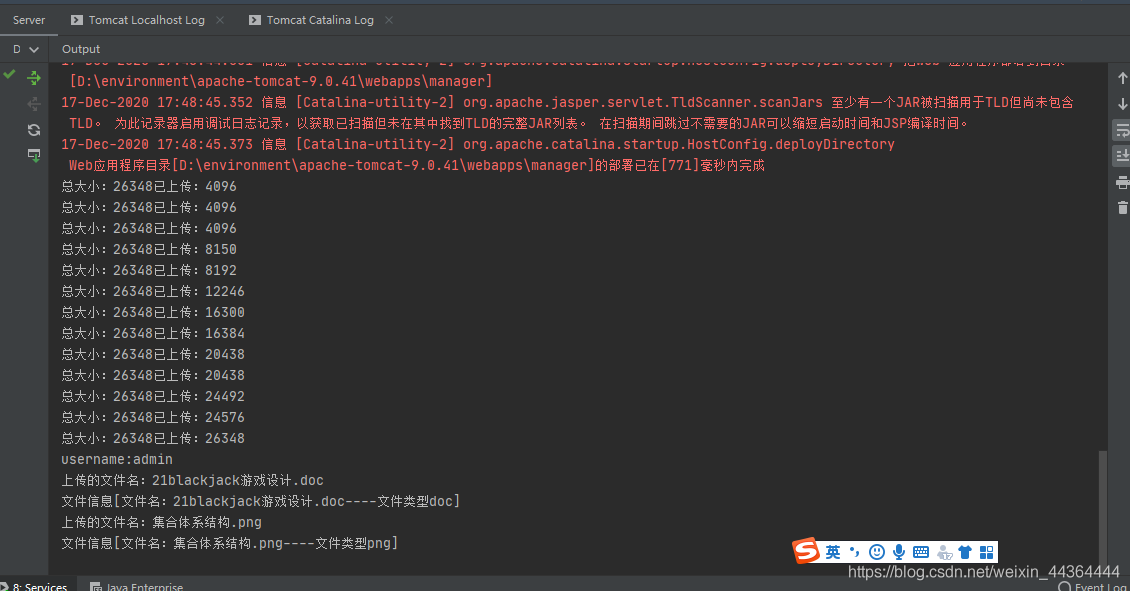 Server
Tomcat Localhost Log
Tomcat Catalina Log
D
Output
[D:\environment\apache-tomcat-9.0.41\webapps\manager]
17-Dec-2020 17:48:45.352 信息 [Catalina-utility-2] org.apache.jasper.servlet.TldScanner.scanJars 至少有一个JAR被扫描用于TLD但尚未包含
TLD。 为此记录器启用调试日志记录，以获取已扫描但未在其中找到TLD的完整JAR列表。 在扫描期间跳过不需要的JAR可以缩短启动时间和JSP编译时间。
17-Dec-2020 17:48:45.373 信息 [Catalina-utility-2] org.apache.catalina.startup.HostConfig.deployDirectory
Web应用程序目录[D:\environment\apache-tomcat-9.0.41\webapps\manager]的部署已在[771]毫秒内完成
总大小：26348已上传：4096
总大小：26348已上传：4096
总大小：26348已上传：4096
总大小：26348已上传：8150
总大小：26348已上传：8192
总大小：26348已上传：12246
总大小：26348已上传：16300
总大小：26348已上传：16384
总大小：26348已上传：20438
总大小：26348已上传：20438
总大小：26348已上传：24492
总大小：26348已上传：24576
总大小：26348已上传：26348
username:admin
上传的文件名：21blackjack游戏设计.doc
文件信息[文件名：21blackjack游戏设计.doc----文件类型doc]
上传的文件名：集合体系结构.png
文件信息[文件名：集合体系结构.png----文件类型png]
S 英
https://blog.csdn.net/weixin_44364444
8: Services
Java Enterprise
Event Log